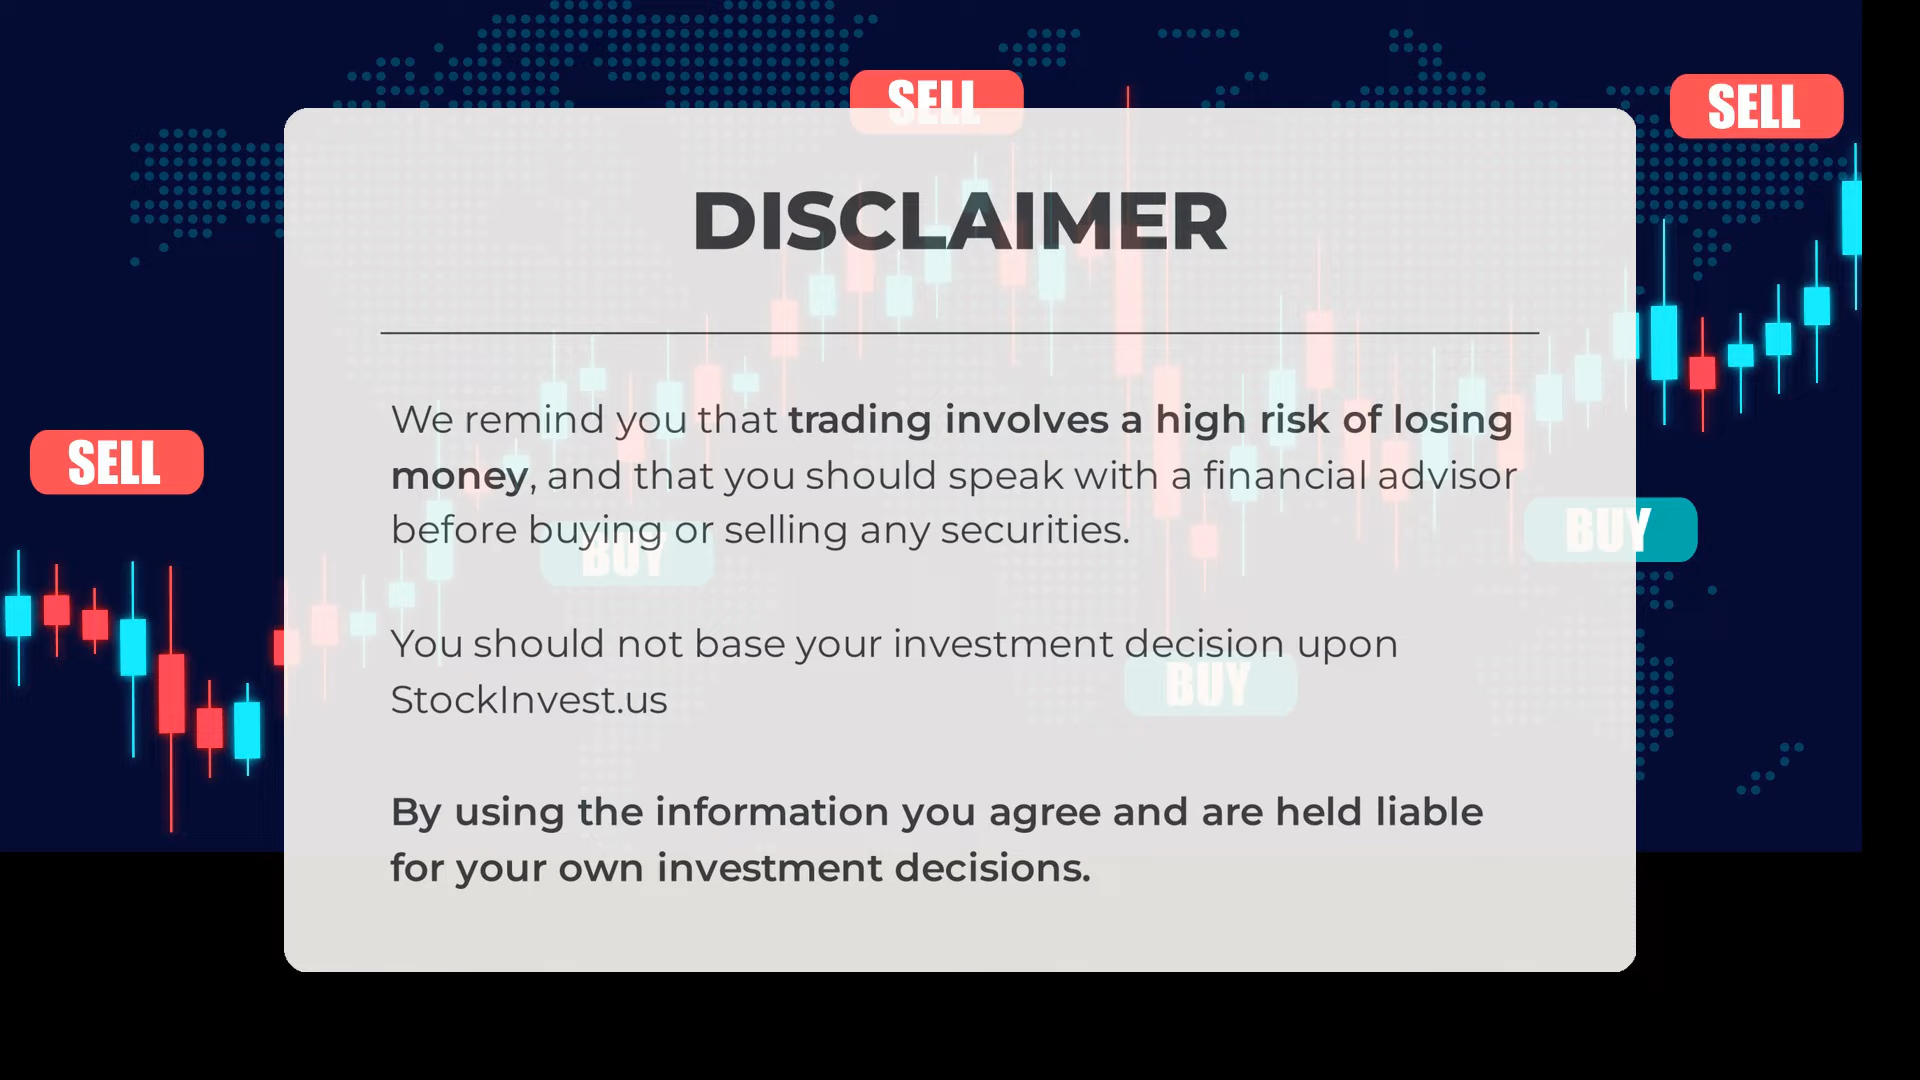 SELL
SELL
DISCLAIMER
We remind you that trading involves a high risk of losing
money, and that you should speak with a financial advisor
before buying or selling any securities.
SELL
BUY
BUY
You should not base your investment decision upon
StockInvest.us
BUY
By using the information you agree and are held liable
for your own investment decisions.